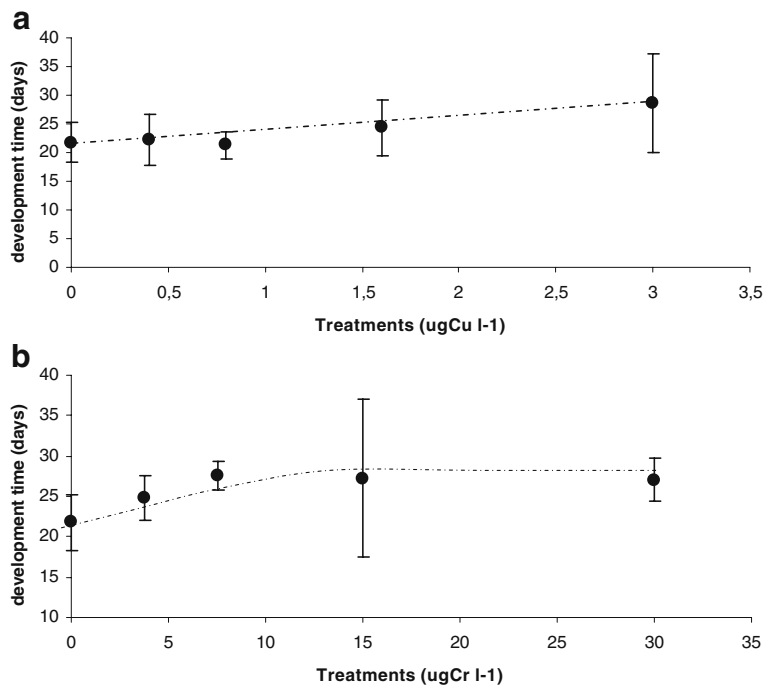 a
development time (days)
40
35
30
25
20
15
10
5
0
0 0,5 1 1,5 2 2,5 3 3,5
Treatments (ugCu l-1)
b
development time (days)
40
35
30
25
20
15
10
0 5 10 15 20 25 30 35
Treatments (ugCr l-1)